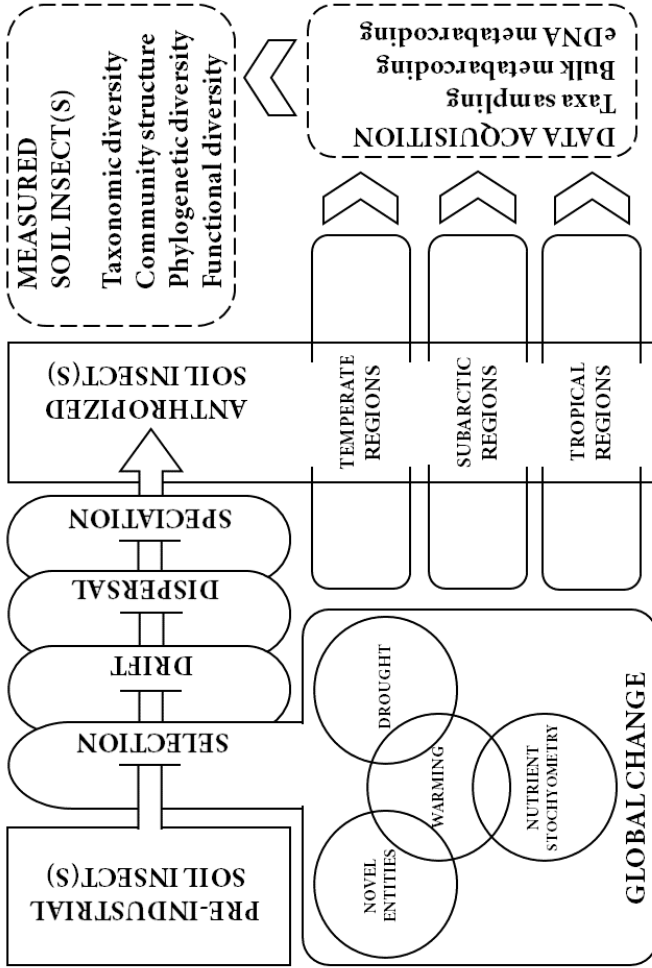 PRE-INDUSTRIAL
SOIL INSECT(S)
SELECTION
DRIFT
DISPERSAL
SPECIATION
ANTHROPIZED
SOIL INSECT(S)
MEASURED
SOIL INSECT(S)
Taxonomic diversity
Community structure
Phylogenetic diversity
Functional diversity
NOVEL
ENTITIES
WARMING
DROUGHT
NUTRIENT
STOCHYOMETRY
GLOBAL CHANGE
TEMPERATE
REGIONS
SUBARCTIC
REGIONS
TROPICAL
REGIONS
DATA ACQUISITION
Taxa sampling
Bulk metabarcoding
eDNA metabarcoding